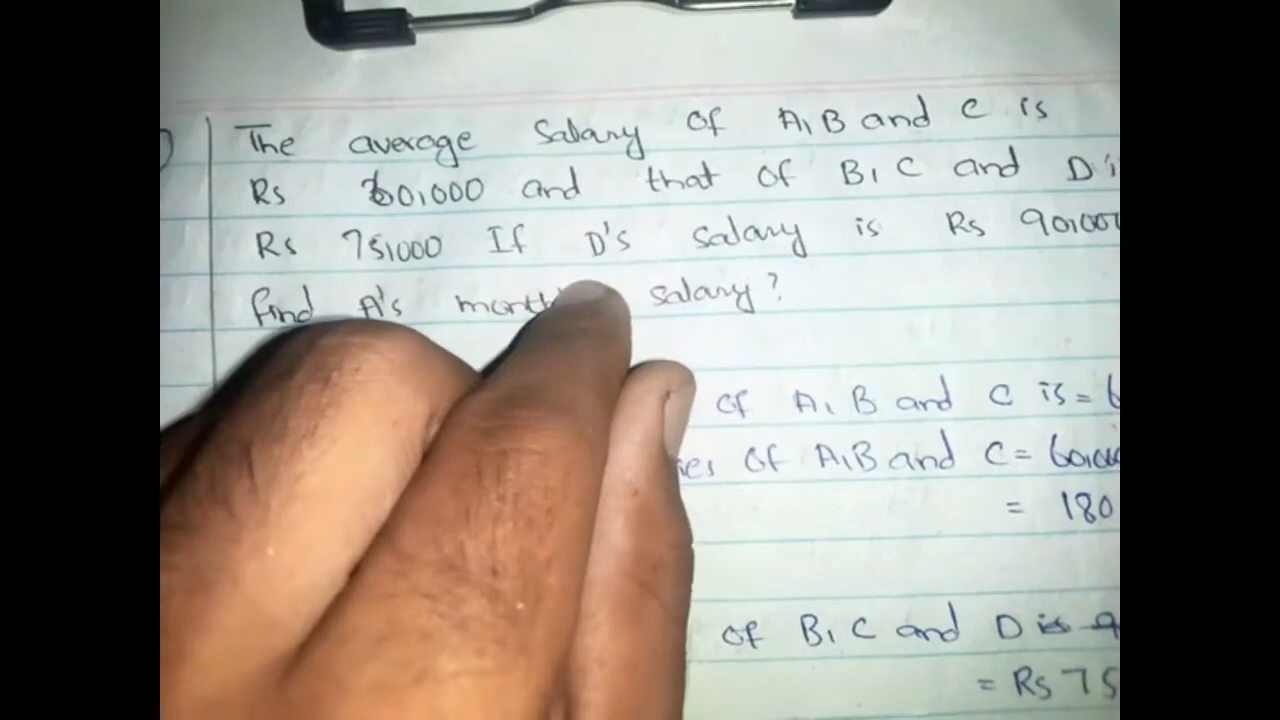 The average Salary of A, B and C is
Rs 60,000 and that of B, C and D
Rs 75,000 If D's salary is Rs 90,000
find A's salary?
of A, B and C is =
of A, B and C = 60,000
= 180
of B, C and D is
= Rs 75